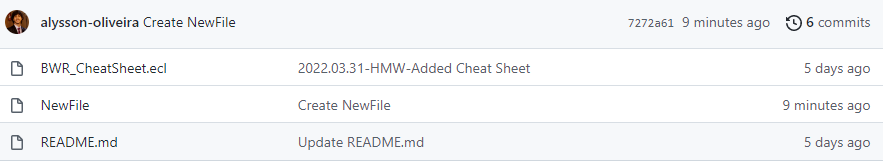 alysson-oliveira Create NewFile 7272a61 9 minutes ago 6 commits
BWR_CheatSheet.ecl 2022.03.31-HMW-Added Cheat Sheet 5 days ago
NewFile Create NewFile 9 minutes ago
README.md Update README.md 5 days ago